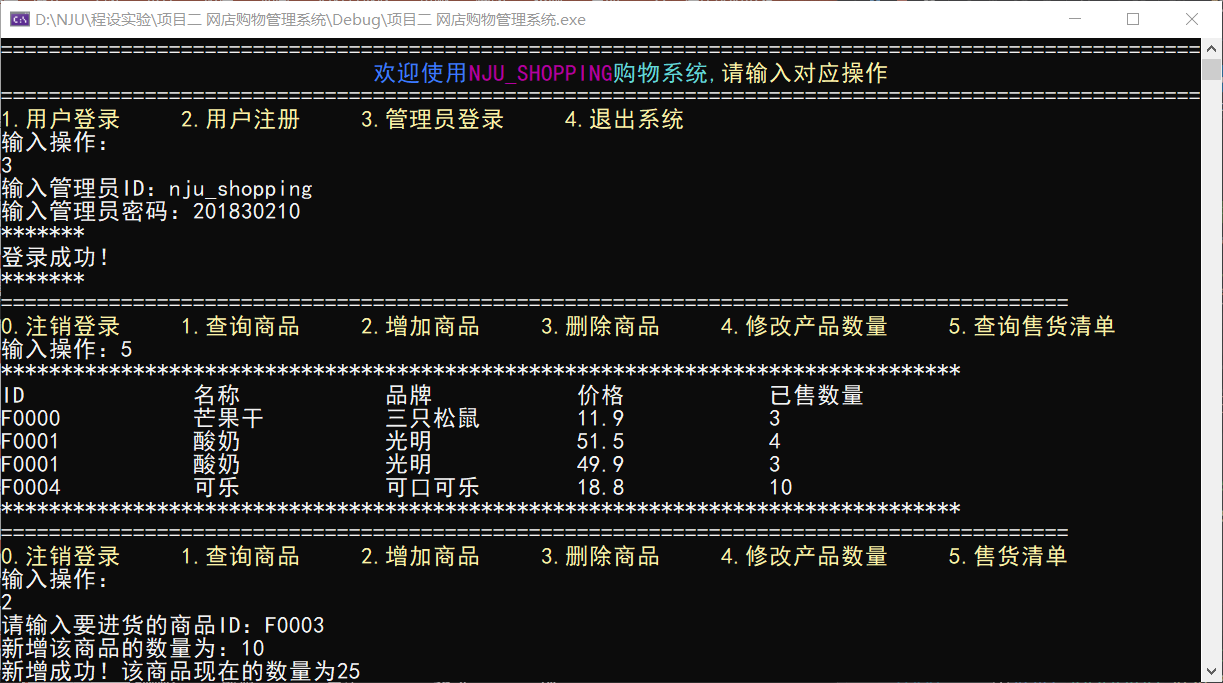 D:\NJU\程设实验\项目二 网店购物管理系统\Debug\项目二 网店购物管理系统.exe
====================================================================================================
欢迎使用NJU_SHOPPING购物系统,请输入对应操作
====================================================================================================
1.用户登录 2.用户注册 3.管理员登录 4.退出系统
输入操作:
3
输入管理员ID: nju_shopping
输入管理员密码: 201830210
*******
登录成功!
*******
=========================================================================================
0.注销登录 1.查询商品 2.增加商品 3.删除商品 4.修改产品数量 5.查询售货清单
输入操作: 5
********************************************************************************
ID 名称 品牌 价格 已售数量
F0000 芒果干 三只松鼠 11.9 3
F0001 酸奶 光明 51.5 4
F0001 酸奶 光明 49.9 3
F0004 可乐 可口可乐 18.8 10
********************************************************************************
=========================================================================================
0.注销登录 1.查询商品 2.增加商品 3.删除商品 4.修改产品数量 5.售货清单
输入操作:
2
请输入要进货的商品ID: F0003
新增该商品的数量为: 10
新增成功! 该商品现在的数量为25